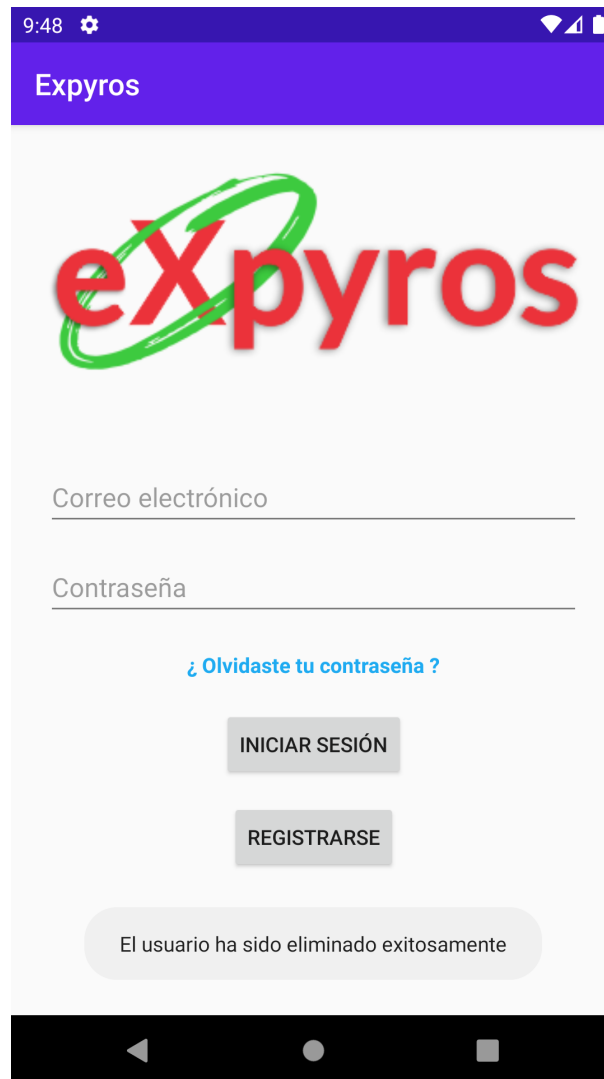 9:48
Expyros
eXpyros
Correo electrónico
Contraseña
¿ Olvidaste tu contraseña ?
INICIAR SESIÓN
REGISTRARSE
El usuario ha sido eliminado exitosamente